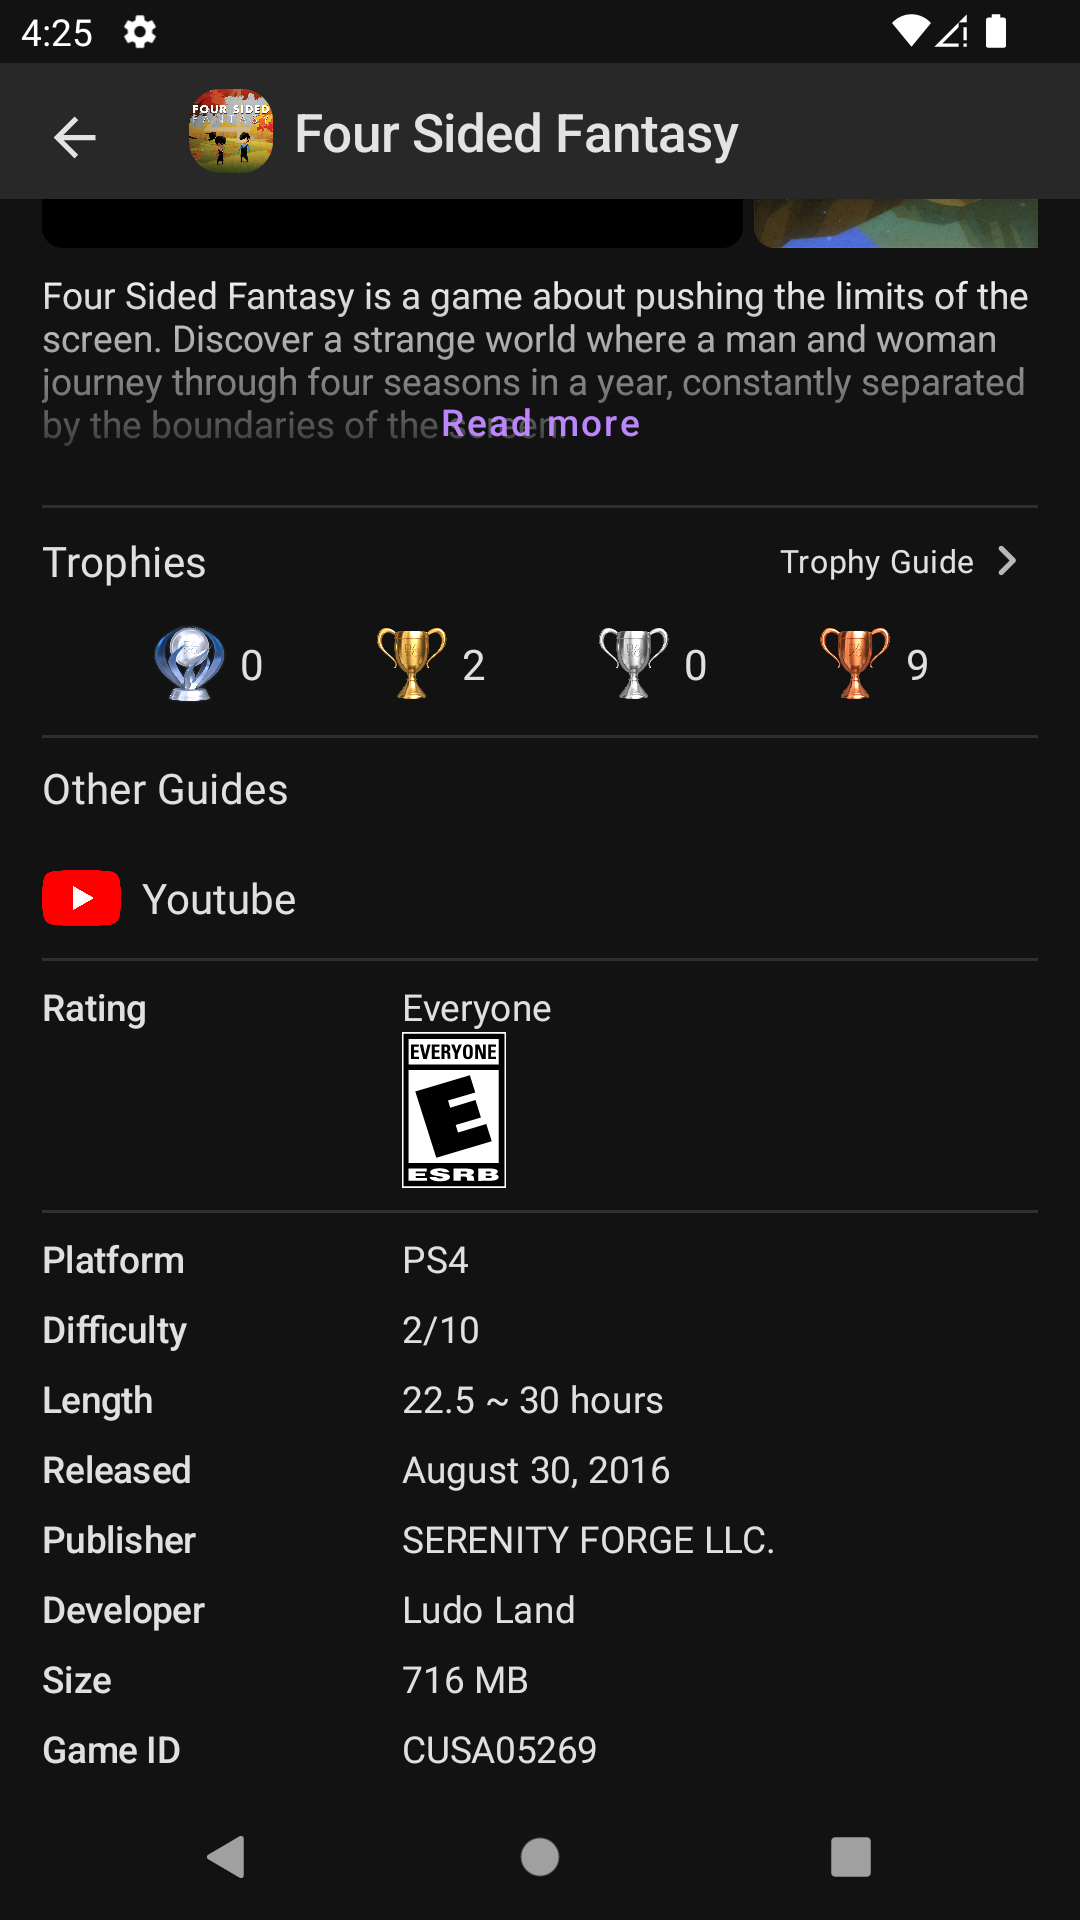 4:25
FOUR SIDED
FANTASY
Four Sided Fantasy
Four Sided Fantasy is a game about pushing the limits of the
screen. Discover a strange world where a man and woman
journey through four seasons in a year, constantly separated
by the boundaries of the screen.
Read more
Trophies
Trophy Guide
0
2
0
9
Other Guides
Youtube
Rating
Everyone
EVERYONE
E
ESRB
Platform
PS4
Difficulty
2/10
Length
22.5 ~ 30 hours
Released
August 30, 2016
Publisher
SERENITY FORGE LLC.
Developer
Ludo Land
Size
716 MB
Game ID
CUSA05269